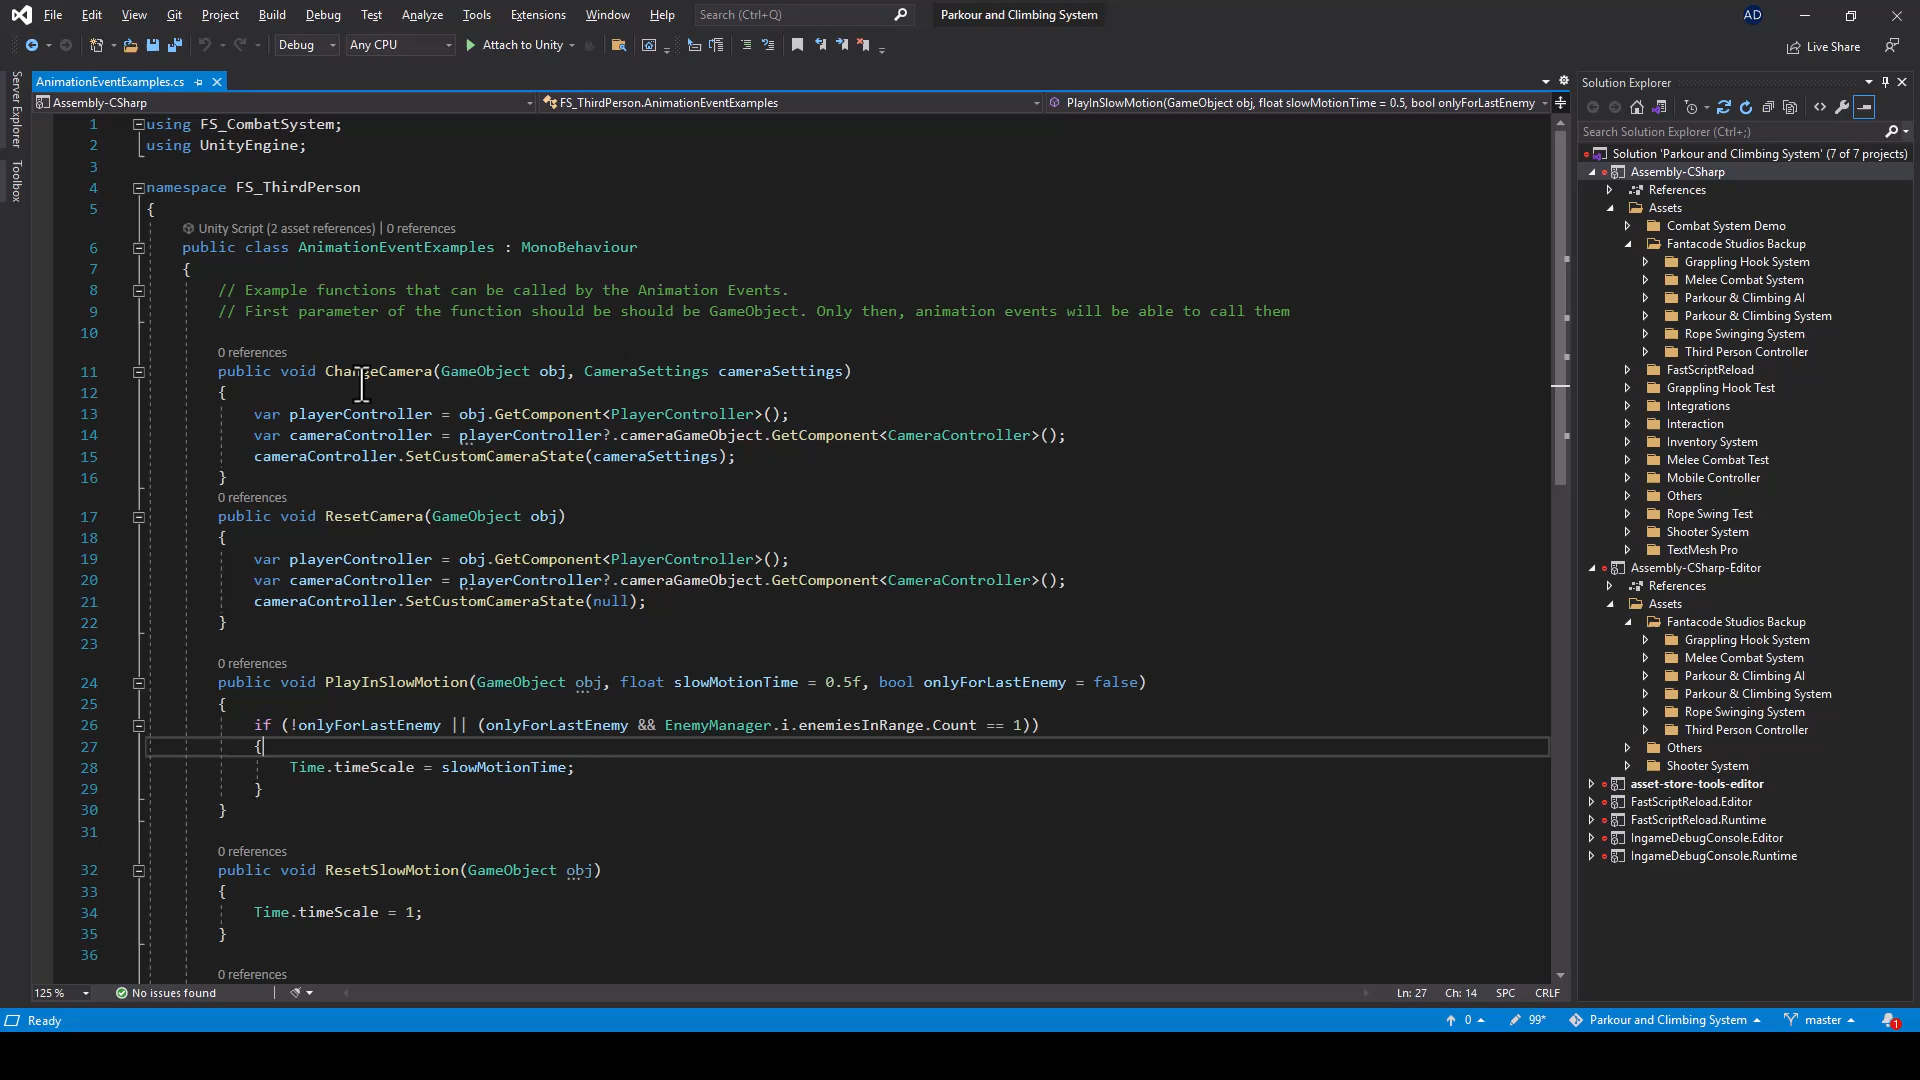 File Edit View Git Project Build Debug Test Analyze Tools Extensions Window Help Search (Ctrl+Q) Parkour and Climbing System AD
Debug Any CPU Attach to Unity Live Share
Server Explorer
Toolbox
AnimationEventExamples.cs
Assembly-CSharp FS_ThirdPerson.AnimationEventExamples PlayInSlowMotion(GameObject obj, float slowMotionTime = 0.5, bool onlyForLastEnemy
1 using FS_CombatSystem;
2 using UnityEngine;
3
4 namespace FS_ThirdPerson
5 {
Unity Script (2 asset references) | 0 references
6 public class AnimationEventExamples : MonoBehaviour
7 {
8 // Example functions that can be called by the Animation Events.
9 // First parameter of the function should be should be GameObject. Only then, animation events will be able to call them
10
0 references
11 public void ChangeCamera(GameObject obj, CameraSettings cameraSettings)
12 {
13 var playerController = obj.GetComponent<PlayerController>();
14 var cameraController = playerController?.cameraGameObject.GetComponent<CameraController>();
15 cameraController.SetCustomCameraState(cameraSettings);
16 }
0 references
17 public void ResetCamera(GameObject obj)
18 {
19 var playerController = obj.GetComponent<PlayerController>();
20 var cameraController = playerController?.cameraGameObject.GetComponent<CameraController>();
21 cameraController.SetCustomCameraState(null);
22 }
23
0 references
24 public void PlayInSlowMotion(GameObject obj, float slowMotionTime = 0.5f, bool onlyForLastEnemy = false)
25 {
26 if (!onlyForLastEnemy || (onlyForLastEnemy && EnemyManager.i.enemiesInRange.Count == 1))
27 {
28 Time.timeScale = slowMotionTime;
29 }
30 }
31
0 references
32 public void ResetSlowMotion(GameObject obj)
33 {
34 Time.timeScale = 1;
35 }
36
0 references
125 % No issues found Ln: 27 Ch: 14 SPC CRLF
Solution Explorer
Search Solution Explorer (Ctrl+;)
Solution 'Parkour and Climbing System' (7 of 7 projects)
Assembly-CSharp
References
Assets
Combat System Demo
Fantacode Studios Backup
Grappling Hook System
Melee Combat System
Parkour & Climbing AI
Parkour & Climbing System
Rope Swinging System
Third Person Controller
FastScriptReload
Grappling Hook Test
Integrations
Interaction
Inventory System
Melee Combat Test
Mobile Controller
Others
Rope Swing Test
Shooter System
TextMesh Pro
Assembly-CSharp-Editor
References
Assets
Fantacode Studios Backup
Grappling Hook System
Melee Combat System
Parkour & Climbing AI
Parkour & Climbing System
Rope Swinging System
Third Person Controller
Others
Shooter System
asset-store-tools-editor
FastScriptReload.Editor
FastScriptReload.Runtime
IngameDebugConsole.Editor
IngameDebugConsole.Runtime
Ready 0 99* Parkour and Climbing System master 1